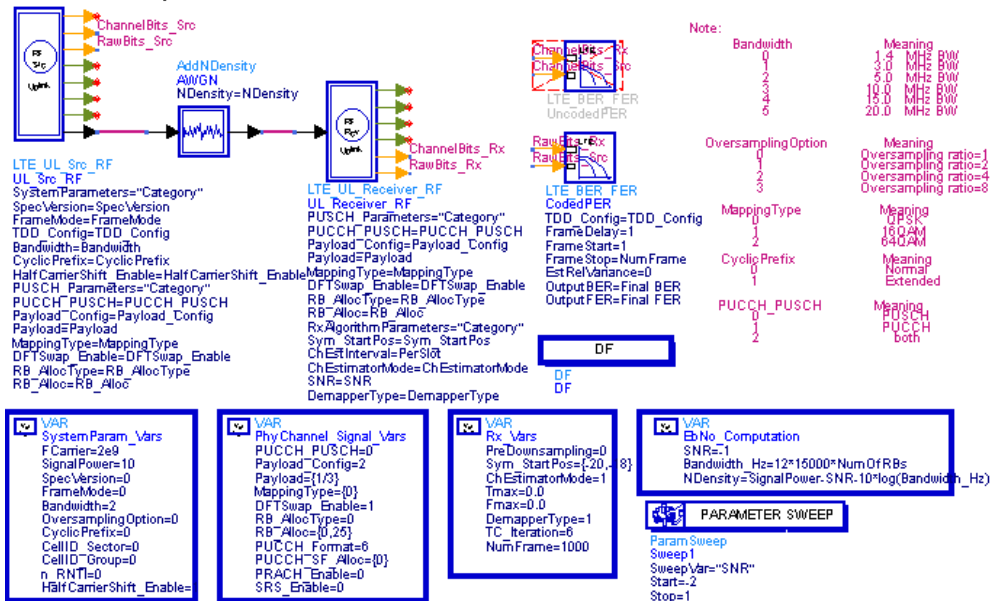 RF
Src
Uplink
ChannelBits_Src
RawBits_Src
AddNDensity
AWGN
NDensity=NDensity
RF
Rcv
Uplink
ChannelBits_Rx
RawBits_Rx
LTE_UL_Src_RF
UL_Src_RF
SystemParameters="Category"
SpecVersion=SpecVersion
FrameMode=FrameMode
TDD_Config=TDD_Config
Bandwidth=Bandwidth
CyclicPrefix=CyclicPrefix
HalfCarrierShift_Enable=HalfCarrierShift_Enable
PUSCH_Parameters="Category"
PUCCH_PUSCH=PUCCH_PUSCH
Payload_Config=Payload_Config
Payload=Payload
MappingType=MappingType
DFTSwap_Enable=DFTSwap_Enable
RB_AllocType=RB_AllocType
RB_Alloc=RB_Alloc
LTE_UL_Receiver_RF
UL_Receiver_RF
PUSCH_Parameters="Category"
PUCCH_PUSCH=PUCCH_PUSCH
Payload_Config=Payload_Config
Payload=Payload
MappingType=MappingType
DFTSwap_Enable=DFTSwap_Enable
RB_AllocType=RB_AllocType
RB_Alloc=RB_Alloc
RxAlgorithmParameters="Category"
Sym_StartPos=Sym_StartPos
ChEstInterval=PerSlot
ChEstimatorMode=ChEstimatorMode
SNR=SNR
DemapperType=DemapperType
ChannelBits_Rx
ChannelBits_Src
LTE_BER_FER
UncodedPER
RawBits_Rx
RawBits_Src
LTE_BER_FER
CodedPER
TDD_Config=TDD_Config
FrameDelay=1
FrameStart=1
FrameStop=NumFrame
EstRelVariance=0
OutputBER=Final BER
OutputFER=Final FER
DF
DF
DF
Note:
Bandwidth Meaning
0 1.4 MHz BW
1 3.0 MHz BW
2 5.0 MHz BW
3 10.0 MHz BW
4 15.0 MHz BW
5 20.0 MHz BW
OversamplingOption Meaning
0 Oversampling ratio=1
1 Oversampling ratio=2
2 Oversampling ratio=4
3 Oversampling ratio=8
MappingType Meaning
0 QPSK
1 16QAM
2 64QAM
CyclicPrefix Meaning
0 Normal
1 Extended
PUCCH_PUSCH Meaning
0 PUSCH
1 PUCCH
2 both
VAR
SystemParam_Vars
FCarrier=2e9
SignalPower=10
SpecVersion=0
FrameMode=0
Bandwidth=2
OversamplingOption=0
CyclicPrefix=0
CellID_Sector=0
CellID_Group=0
n_RNTI=0
HalfCarrierShift_Enable=
VAR
PhyChannel_Signal_Vars
PUCCH_PUSCH=0
Payload_Config=2
Payload={1/3}
MappingType={0}
DFTSwap_Enable=1
RB_AllocType=0
RB_Alloc={0,25}
PUCCH_Format=6
PUCCH_SF_Alloc={0}
PRACH_Enable=0
SRS_Enable=0
VAR
Rx_Vars
PreDownsampling=0
Sym_StartPos={-20,-8}
ChEstimatorMode=1
Tmax=0.0
Fmax=0.0
DemapperType=1
TC_Iteration=6
NumFrame=1000
VAR
EbNo_Computation
SNR=-1
Bandwidth_Hz=12*15000*NumOfRBs
NDensity=SignalPower-SNR-10*log(Bandwidth_Hz)
PARAMETER SWEEP
ParamSweep
Sweep1
SweepVar="SNR"
Start=-2
Stop=1